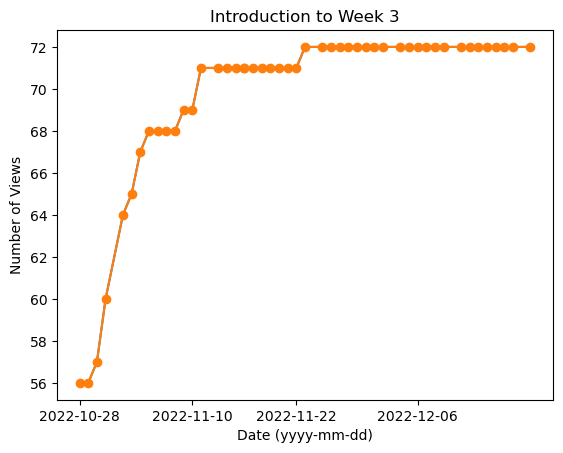 Introduction to Week 3
72
70
68
66
64
62
60
58
56
Number of Views
2022-10-28 2022-11-10 2022-11-22 2022-12-06
Date (yyyy-mm-dd)